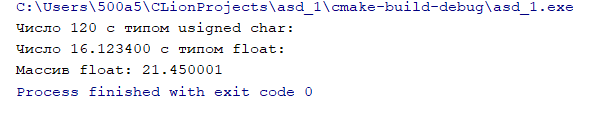 C:\Users\500a5\CLionProjects\asd_1\cmake-build-debug\asd_1.exe
Число 120 с типом usigned char:
Число 16.123400 с типом float:
Массив float: 21.450001
Process finished with exit code 0